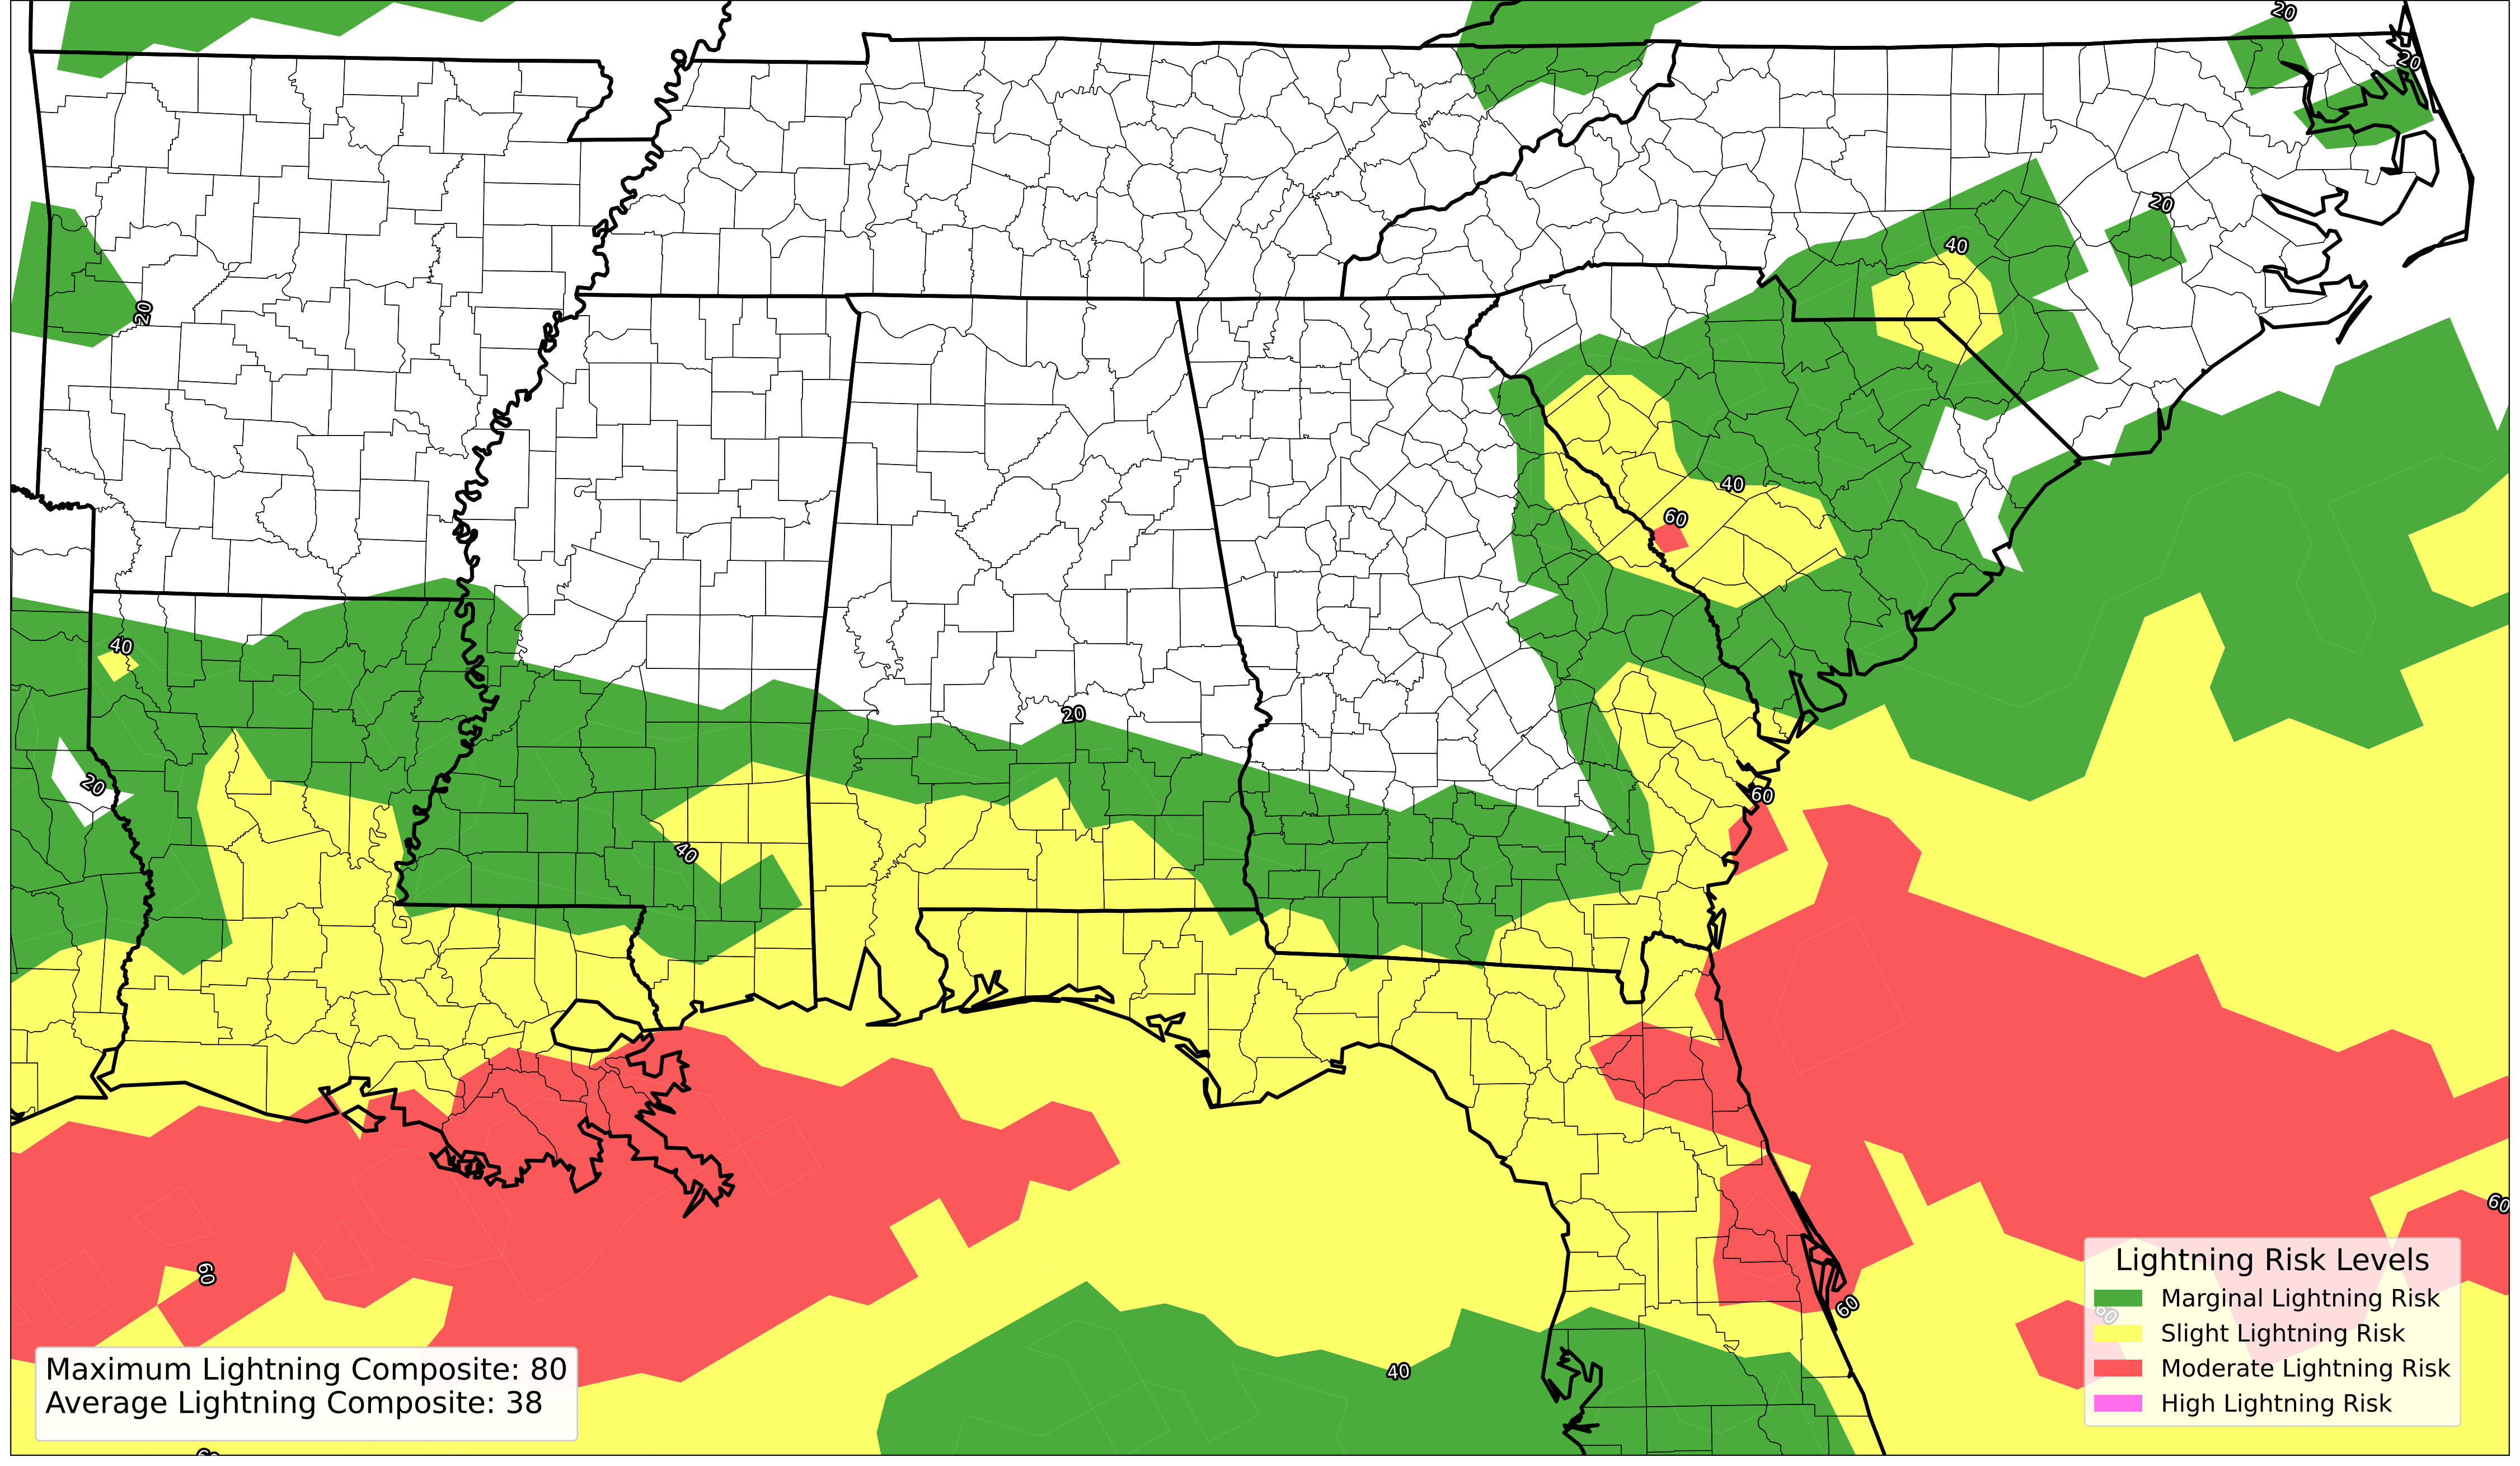 20
20
20
40
20
40
60
40
20
20
60
40
60
60
60
40
60
Lightning Risk Levels
Marginal Lightning Risk
Slight Lightning Risk
Moderate Lightning Risk
High Lightning Risk
Maximum Lightning Composite: 80
Average Lightning Composite: 38